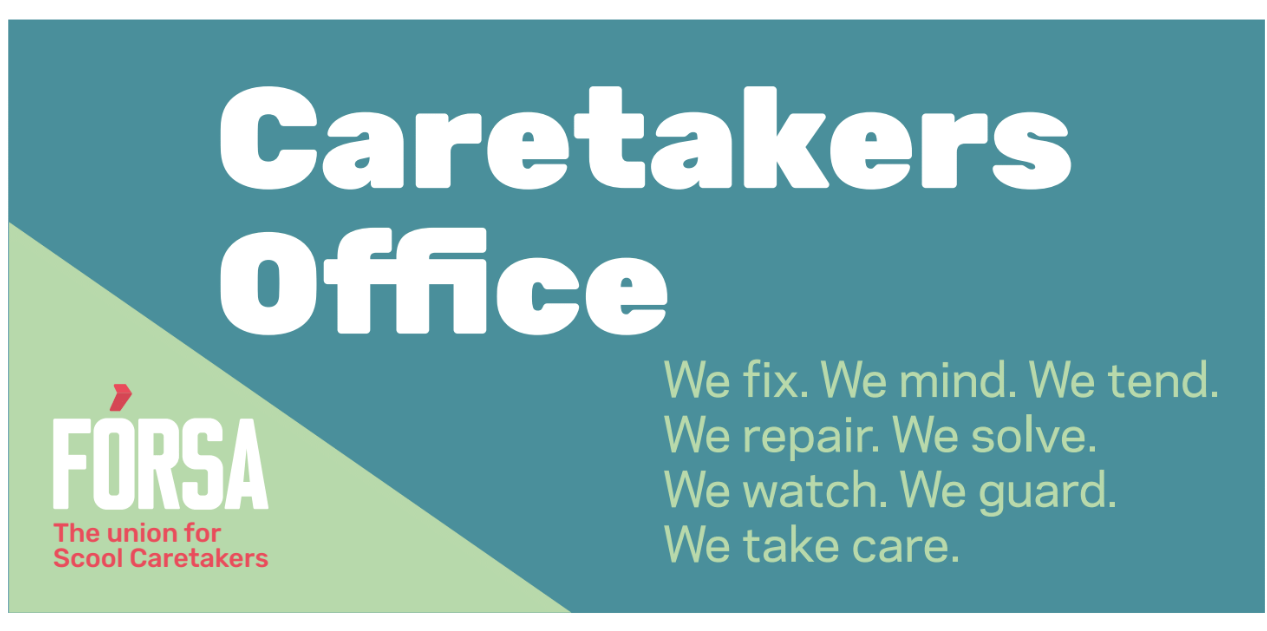 Caretakers
Office
We fix. We mind. We tend.
We repair. We solve.
We watch. We guard.
We take care.
FÓRSA
The union for
Scool Caretakers